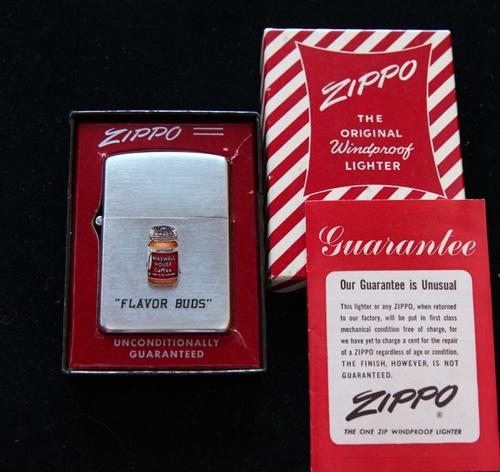 ZIPPO
MAXWELL
HOUSE
Coffee
"FLAVOR BUDS"
UNCONDITIONALLY
GUARANTEED
ZIPPO
THE
ORIGINAL
Windproof
LIGHTER
Guarantee
Our Guarantee is Unusual
This lighter or any ZIPPO, when returned
to our factory, will be put in first class
mechanical condition free of charge, for
we have yet to charge a cent for the repair
of a ZIPPO regardless of age or condition.
THE FINISH, HOWEVER, IS NOT
GUARANTEED.
ZIPPO
®
THE ONE ZIP WINDPROOF LIGHTER